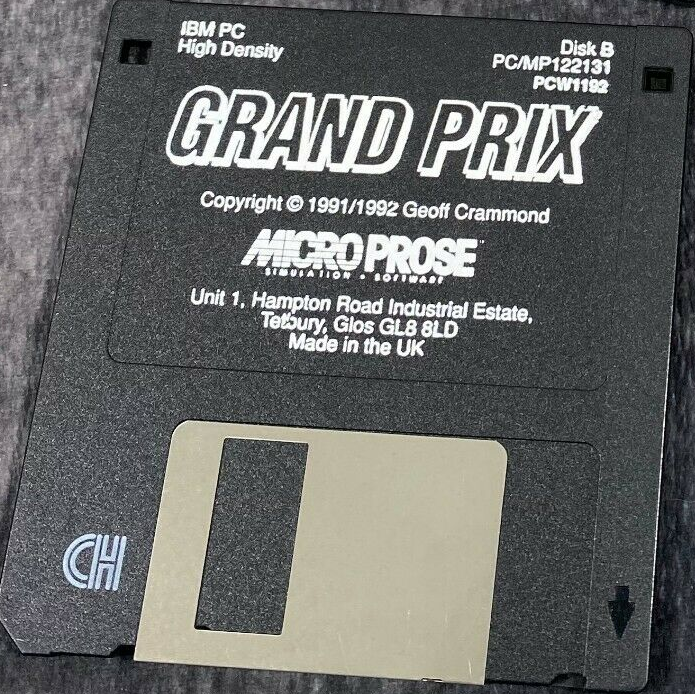 IBM PC
High Density
Disk B
PC/MP122131
PCW1192
GRAND PRIX
Copyright © 1991/1992 Geoff Crammond
MICROPROSE™
SIMULATION • SOFTWARE
Unit 1, Hampton Road Industrial Estate,
Tetbury, Glos GL8 8LD
Made in the UK
CH